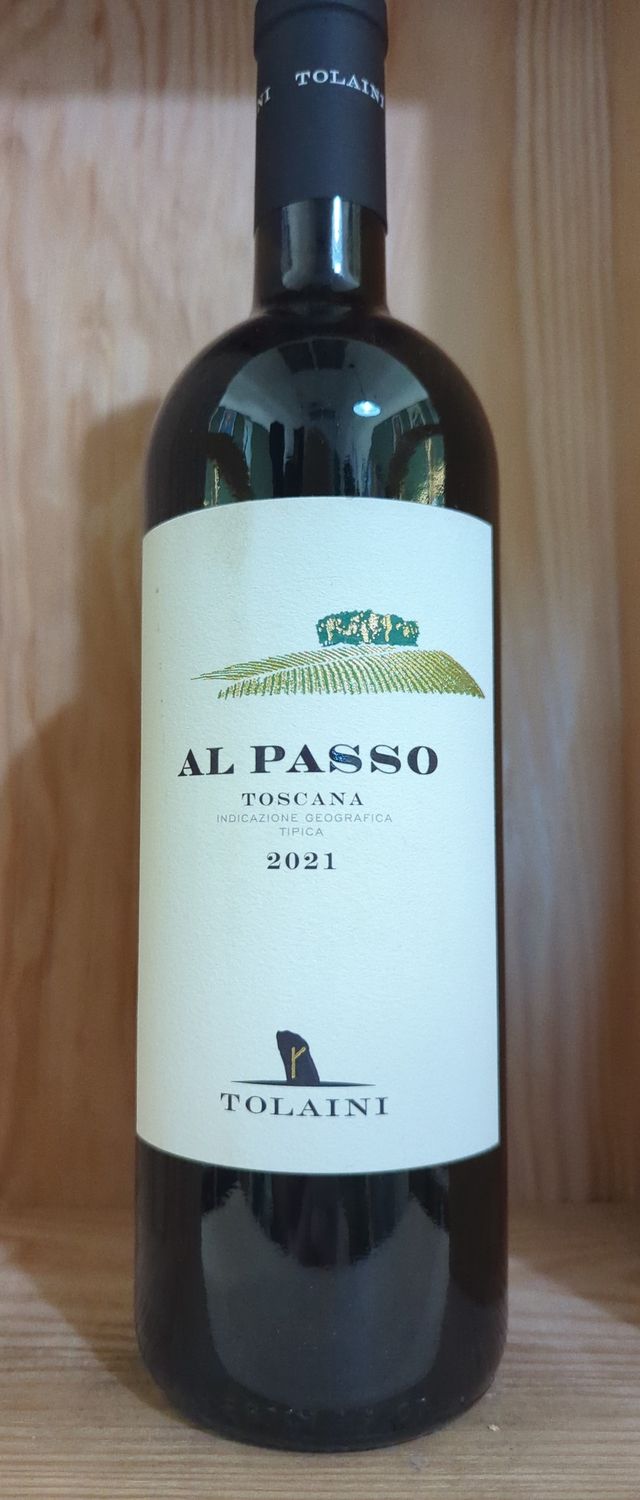 TOLAINI
AL PASSO
TOSCANA
INDICAZIONE GEOGRAFICA
TIPICA
2021
TOLAINI